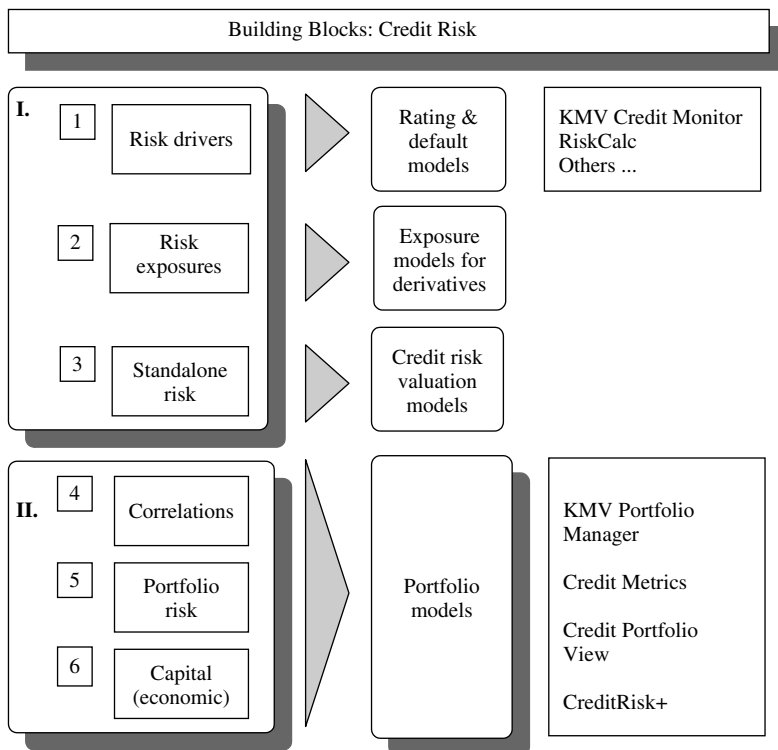 Building Blocks: Credit Risk
I.
1
Risk drivers
Rating &
default
models
KMV Credit Monitor
RiskCalc
Others ...
2
Risk
exposures
Exposure
models for
derivatives
3
Standalone
risk
Credit risk
valuation
models
II.
4
Correlations
5
Portfolio
risk
6
Capital
(economic)
Portfolio
models
KMV Portfolio
Manager
Credit Metrics
Credit Portfolio
View
CreditRisk+